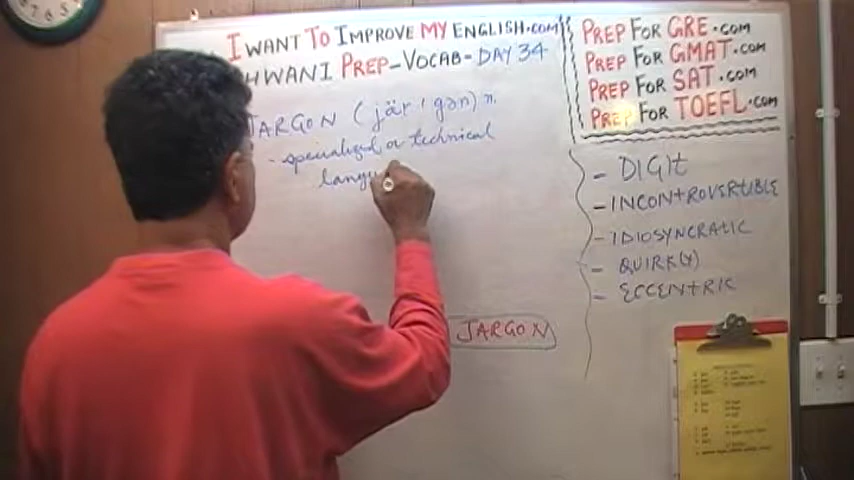 I WANT TO IMPROVE MY ENGLISH.COM
HWANI PREP-VOCAB-DAY 34
JARGON (jär'gən) n.
- specialized or technical
langu
JARGON
PREP FOR GRE.COM
PREP FOR GMAT.COM
PREP FOR SAT.COM
PREP FOR TOEFL.COM
- DIGIT
- INCONTROVERTIBLE
- IDIOSYNCRATIC
- QUIRK(Y)
- ECCENTRIC